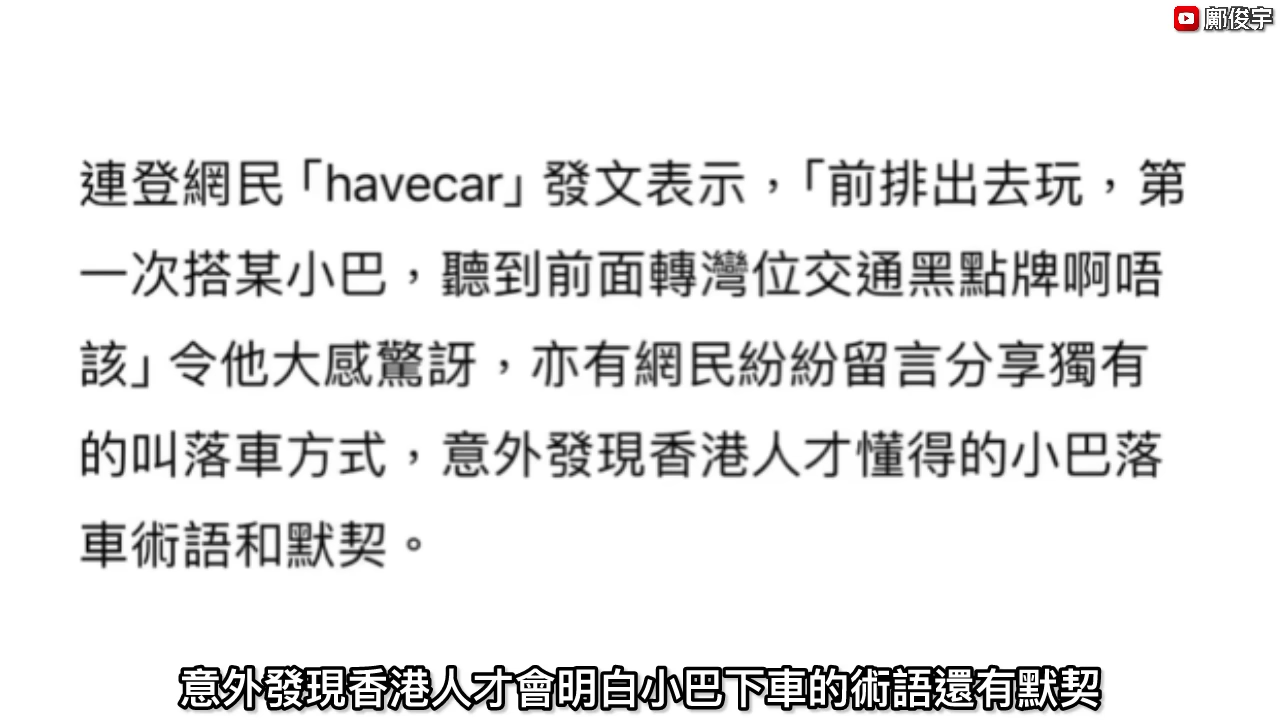 鄺俊宇
連登網民「havecar」發文表示，「前排出去玩，第
一次搭某小巴，聽到前面轉灣位交通黑點牌啊唔
該」令他大感驚訝，亦有網民紛紛留言分享獨有
的叫落車方式，意外發現香港人才懂得的小巴落
車術語和默契。
意外發現香港人才會明白小巴下車的術語還有默契